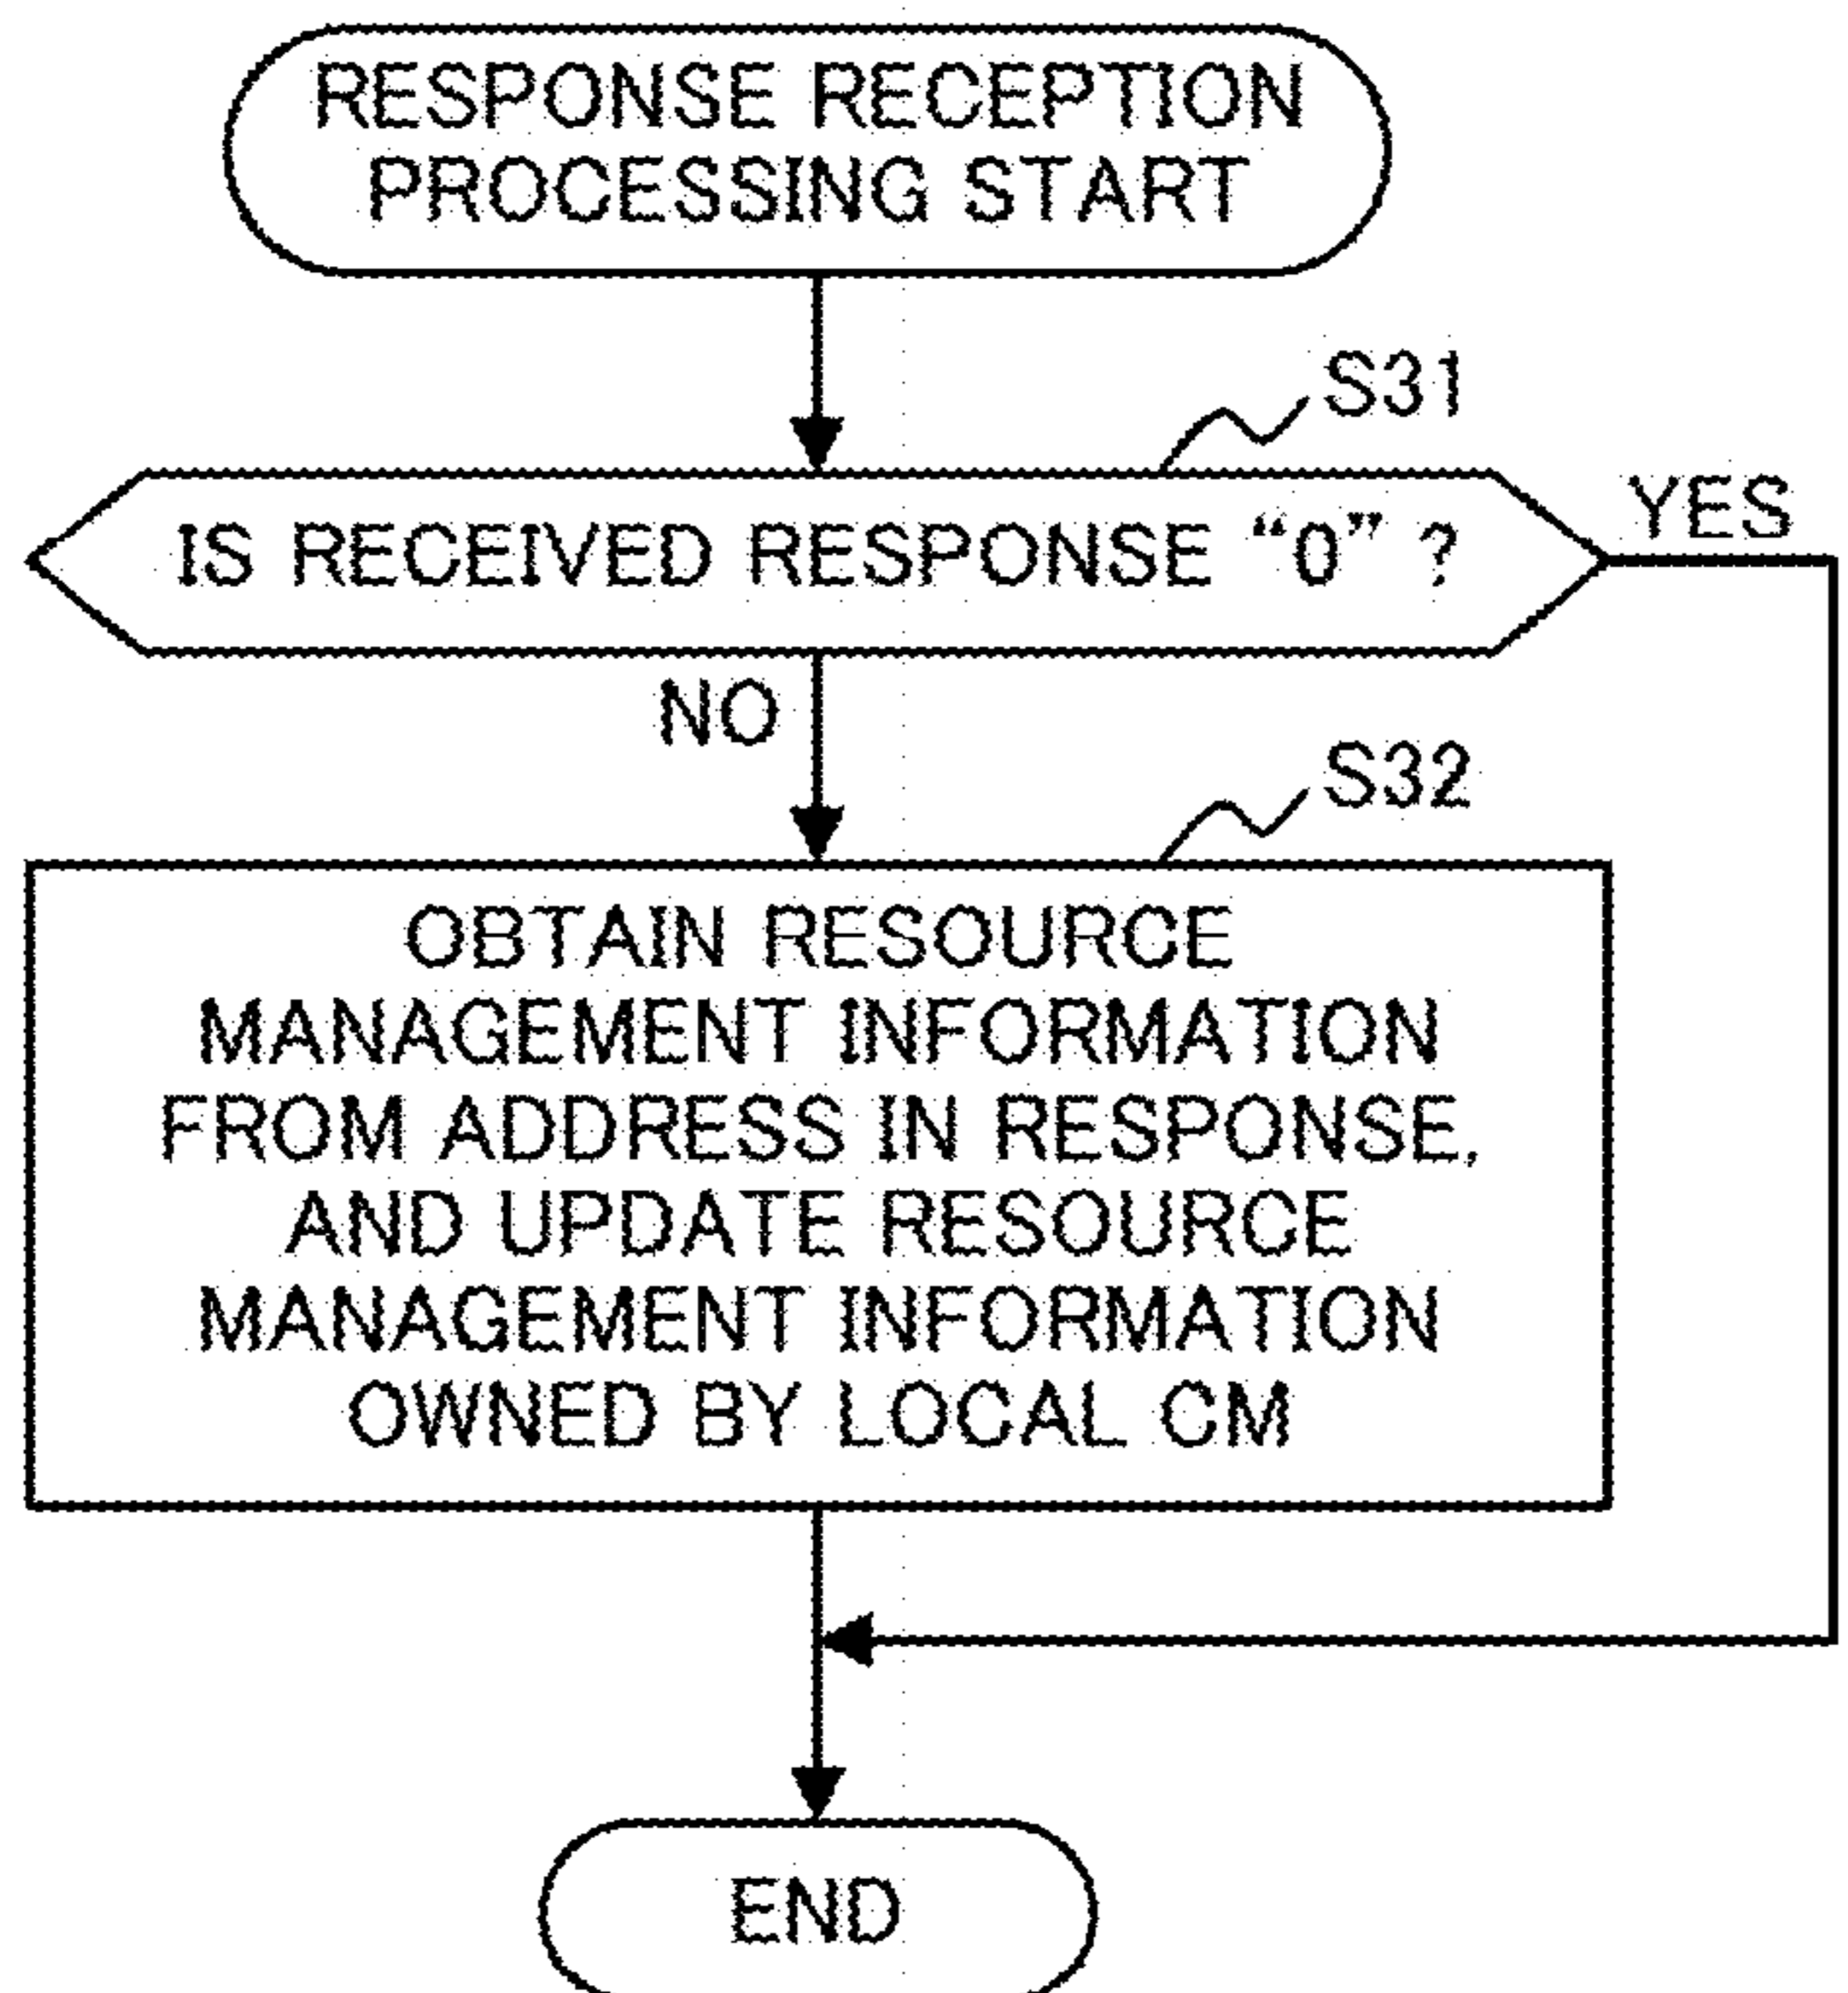 RESPONSE RECEPTION
PROCESSING START
S31
IS RECEIVED RESPONSE “0” ?
YES
NO
S32
OBTAIN RESOURCE
MANAGEMENT INFORMATION
FROM ADDRESS IN RESPONSE,
AND UPDATE RESOURCE
MANAGEMENT INFORMATION
OWNED BY LOCAL CM
END